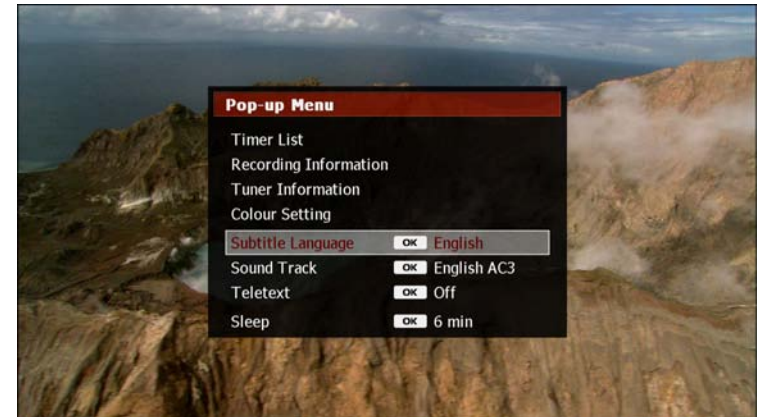 Pop-up Menu
Timer List
Recording Information
Tuner Information
Colour Setting
Subtitle Language OK English
Sound Track OK English AC3
Teletext OK Off
Sleep OK 6 min